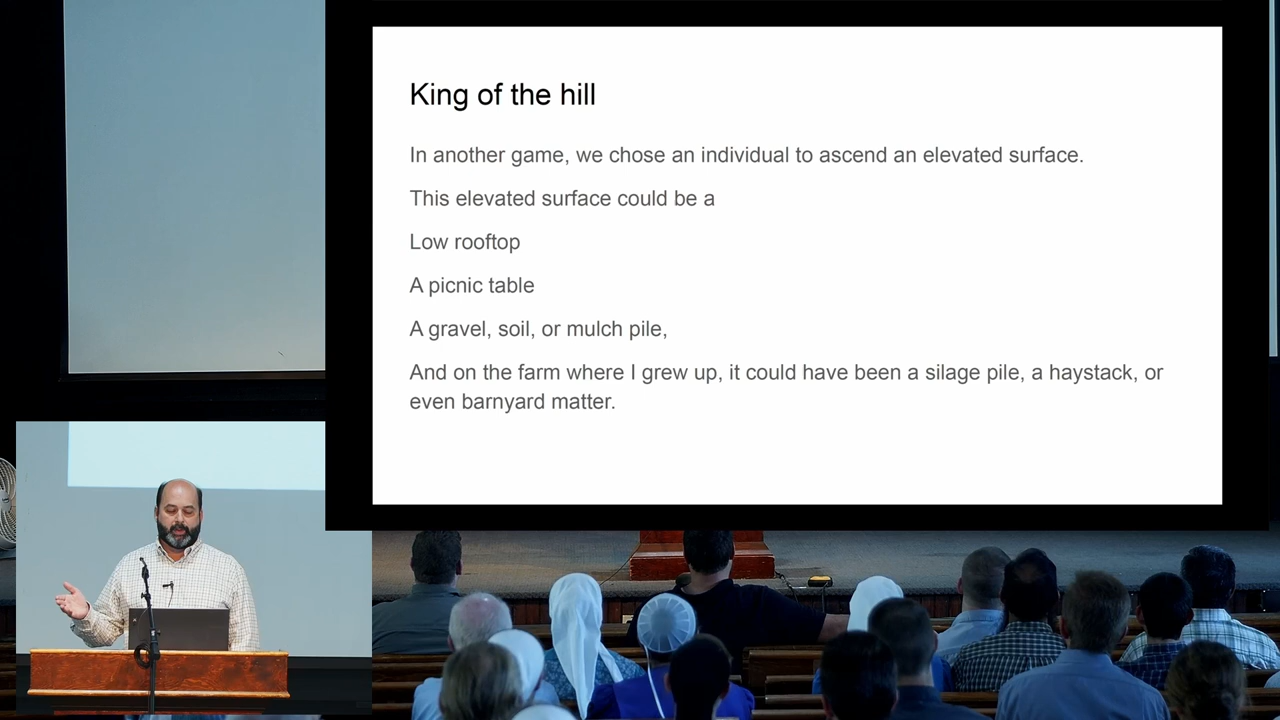 King of the hill
In another game, we chose an individual to ascend an elevated surface.
This elevated surface could be a
Low rooftop
A picnic table
A gravel, soil, or mulch pile,
And on the farm where I grew up, it could have been a silage pile, a haystack, or
even barnyard matter.